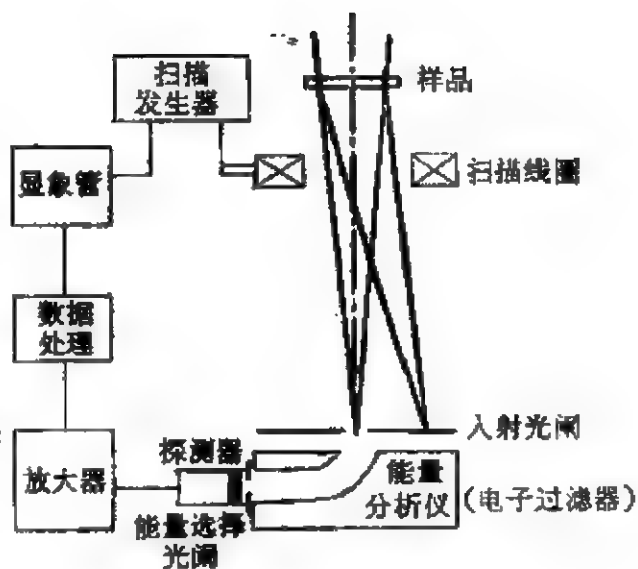 扫描
发生器
样品
显象管
扫描线圈
数据
处理
入射光阑
探测器
放大器
能量
分析仪
(电子过滤器)
能量选择
光阑